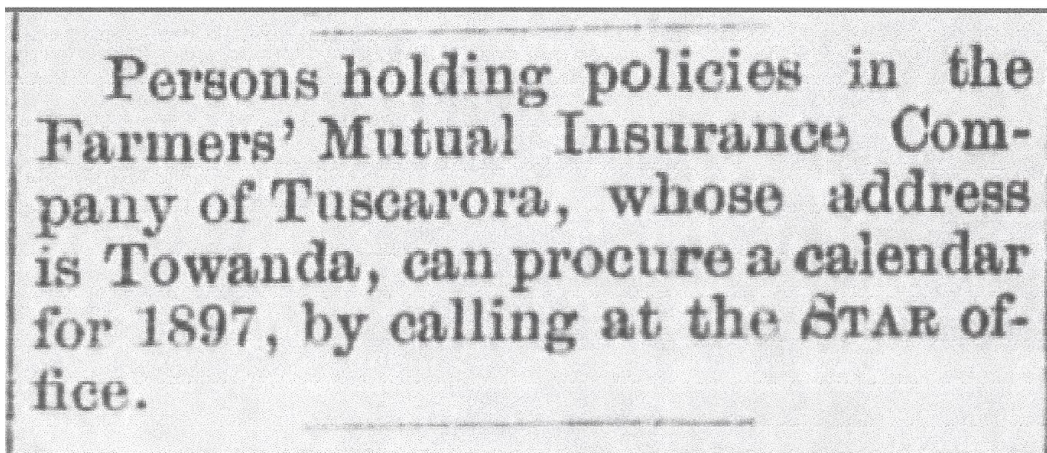 Persons holding policies in the
Farmers' Mutual Insurance Com-
pany of Tuscarora, whose address
is Towanda, can procure a calendar
for 1897, by calling at the STAR of-
fice.